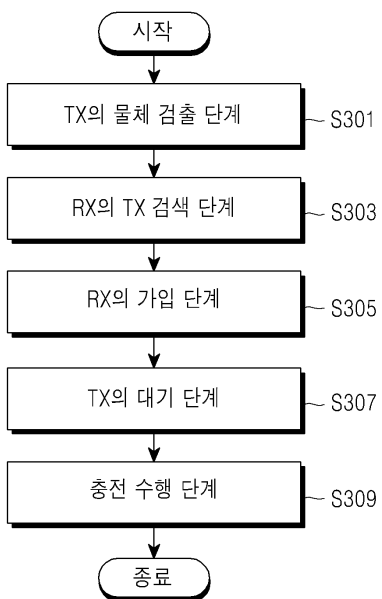 시작
TX의 물체 검출 단계
S301
RX의 TX 검색 단계
S303
RX의 가입 단계
S305
TX의 대기 단계
S307
충전 수행 단계
S309
종료